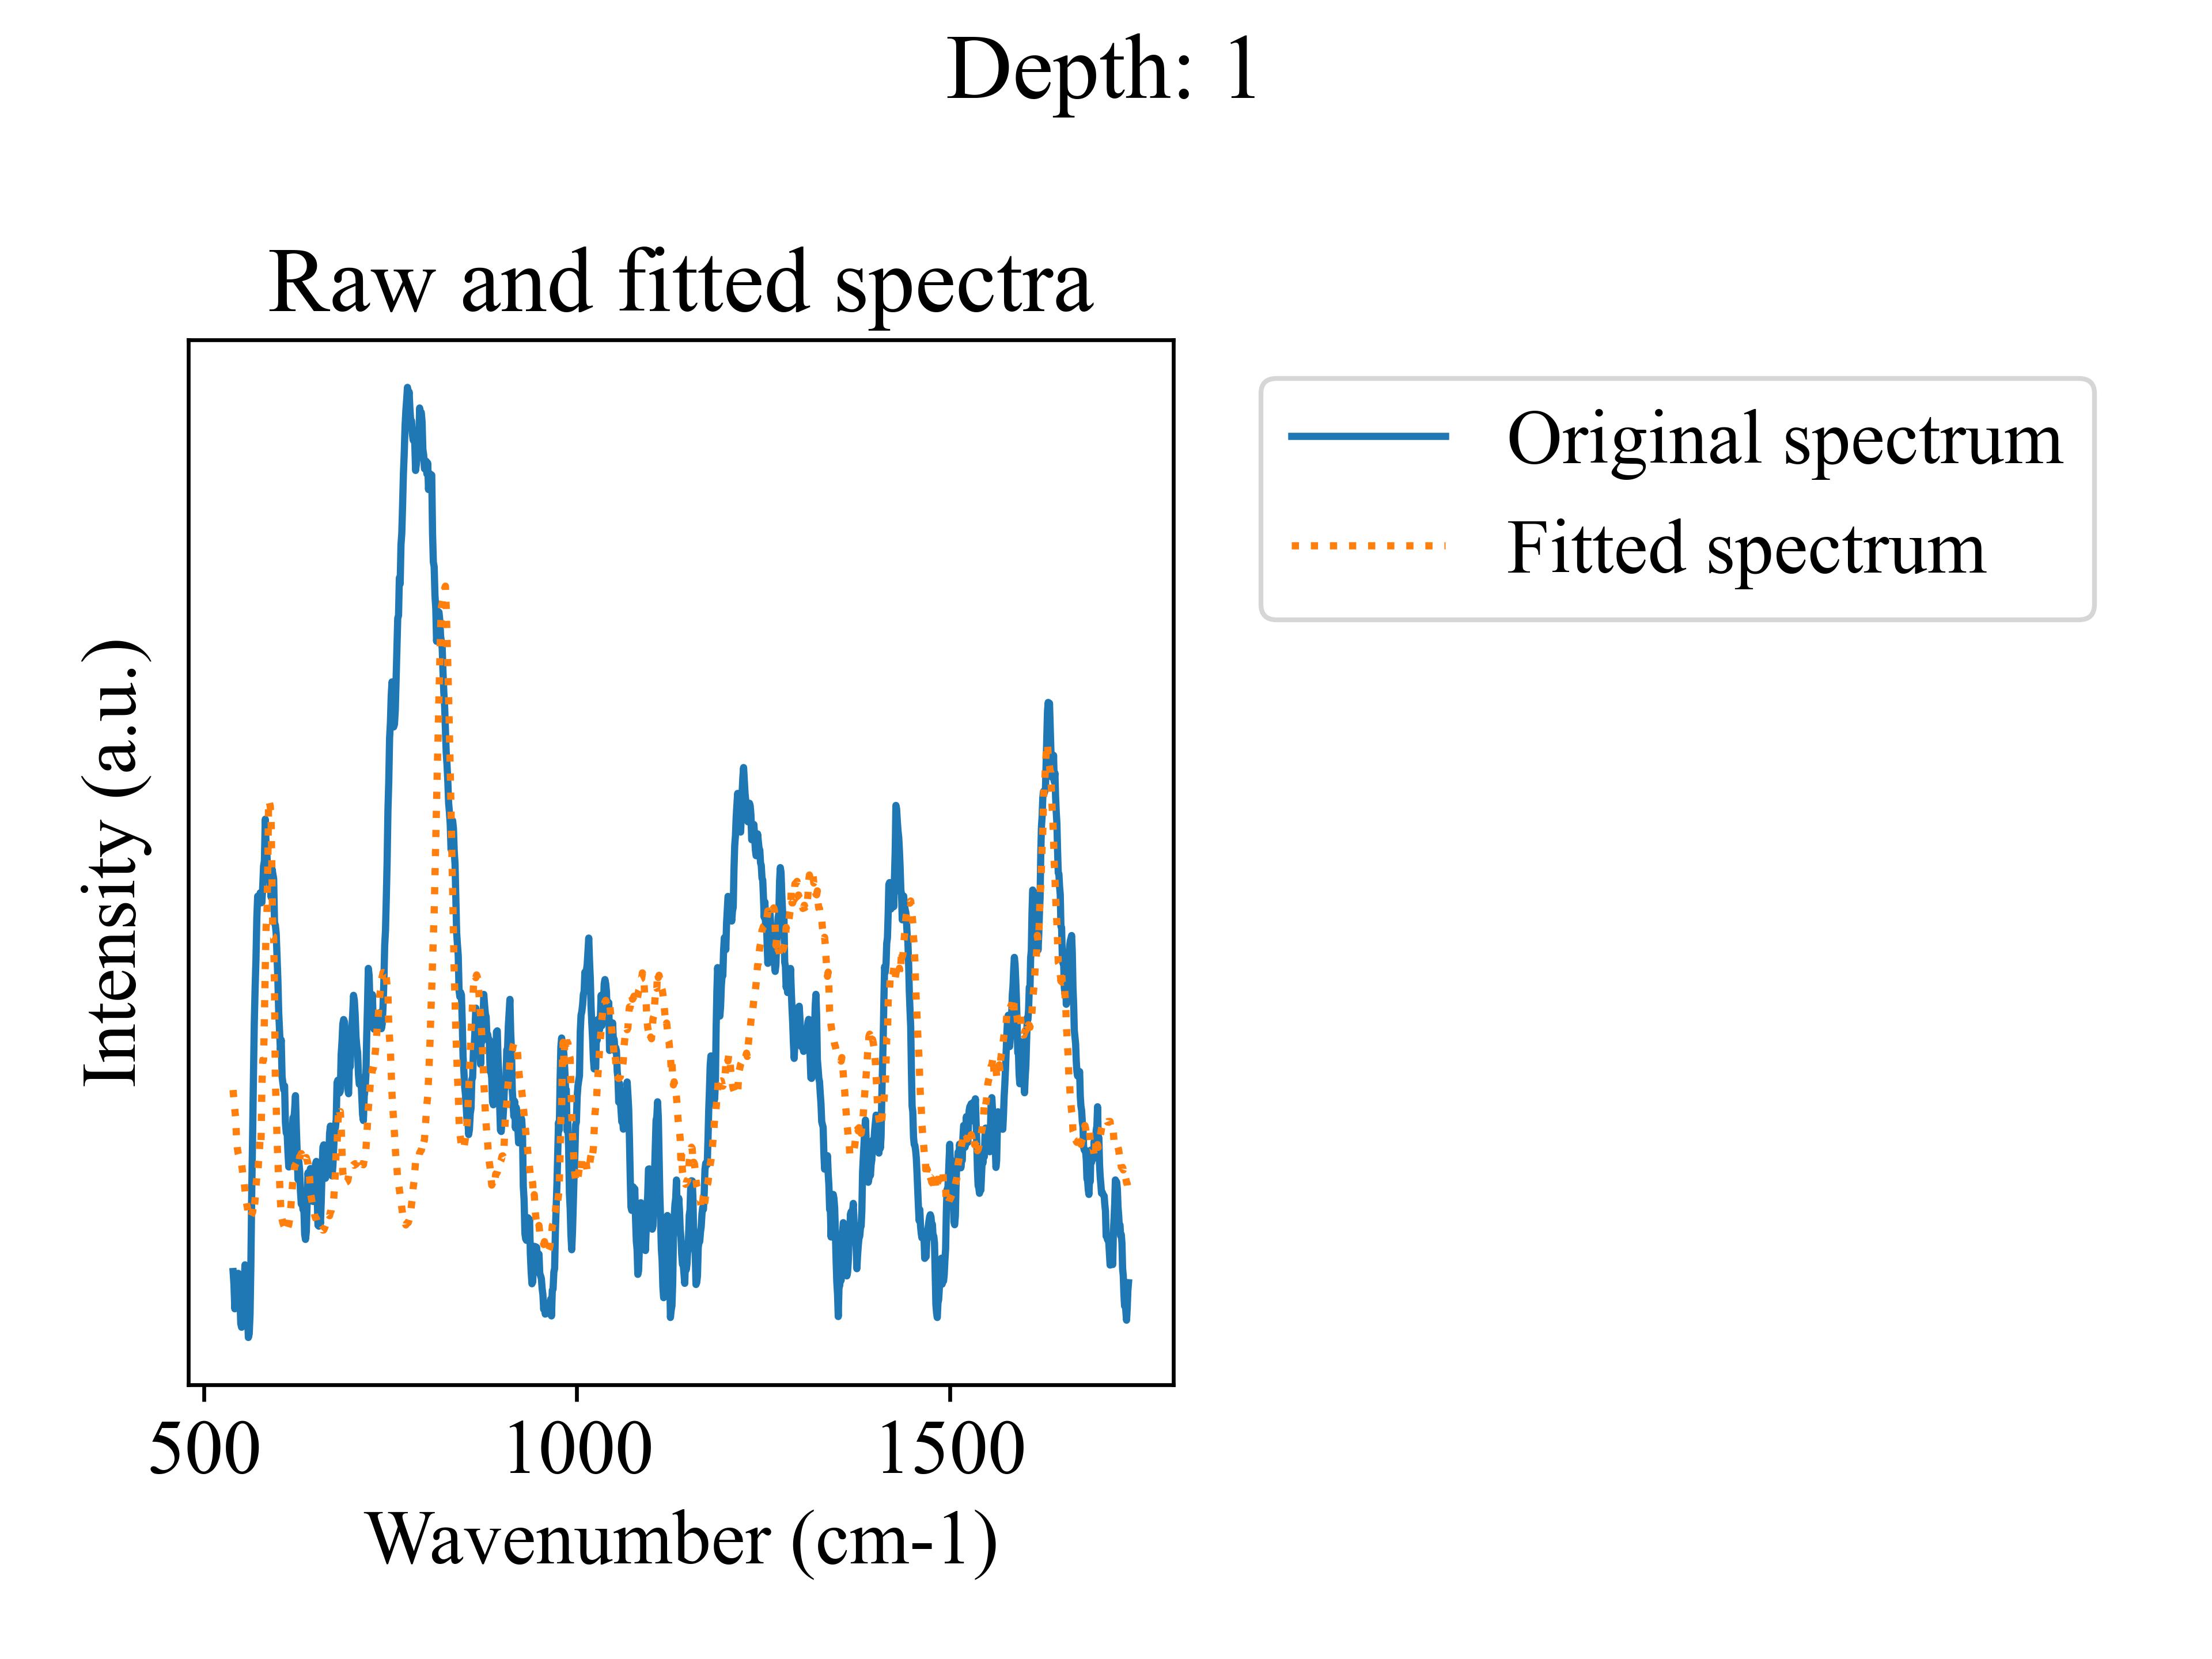 Depth: 1
Raw and fitted spectra
Original spectrum
Fitted spectrum
Intensity (a.u.)
500 1000 1500
Wavenumber (cm-1)